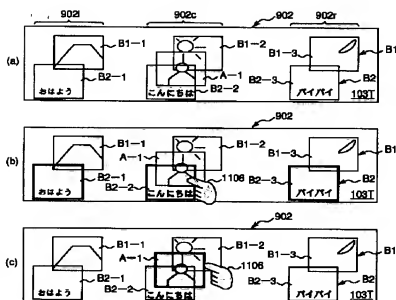 902l 902c 902 902r
(a) B1-1 B1-2 B1-3 B1
B2-1 A-1 B2-3 B2
おはよう こんにちは バイバイ 103T
B2-2
902
(b) B1-1 B1-2 B1-3 B1
A-1
B2-1 1106 B2-3 B2
B2-2
おはよう こんにちは バイバイ 103T
902
(c) B1-1 B1-2 B1-3 B1
A-1 1106
B2-1 B2-3 B2
B2-2
おはよう こんにちは バイバイ 103T